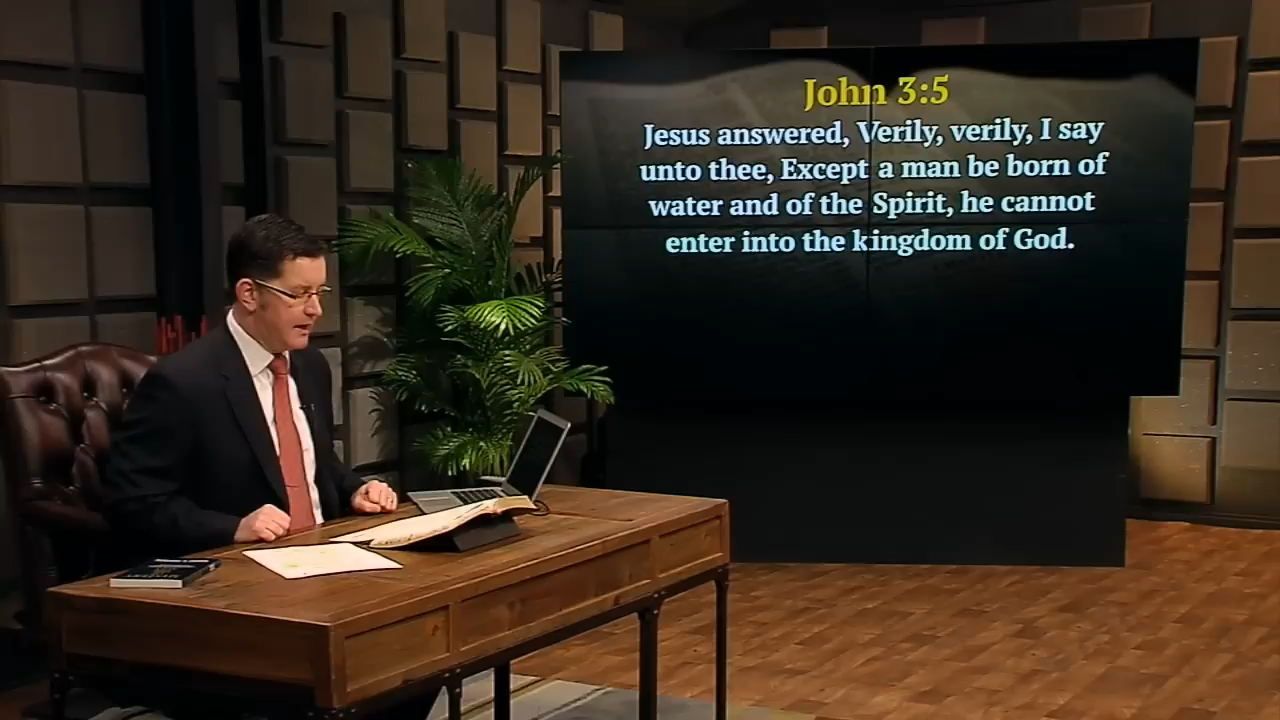 John 3:5
Jesus answered, Verily, verily, I say
unto thee, Except a man be born of
water and of the Spirit, he cannot
enter into the kingdom of God.